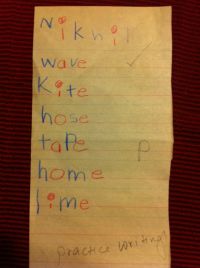 Nikhil
wave
Kite
hose
tape
p
home
lime
practice writing!